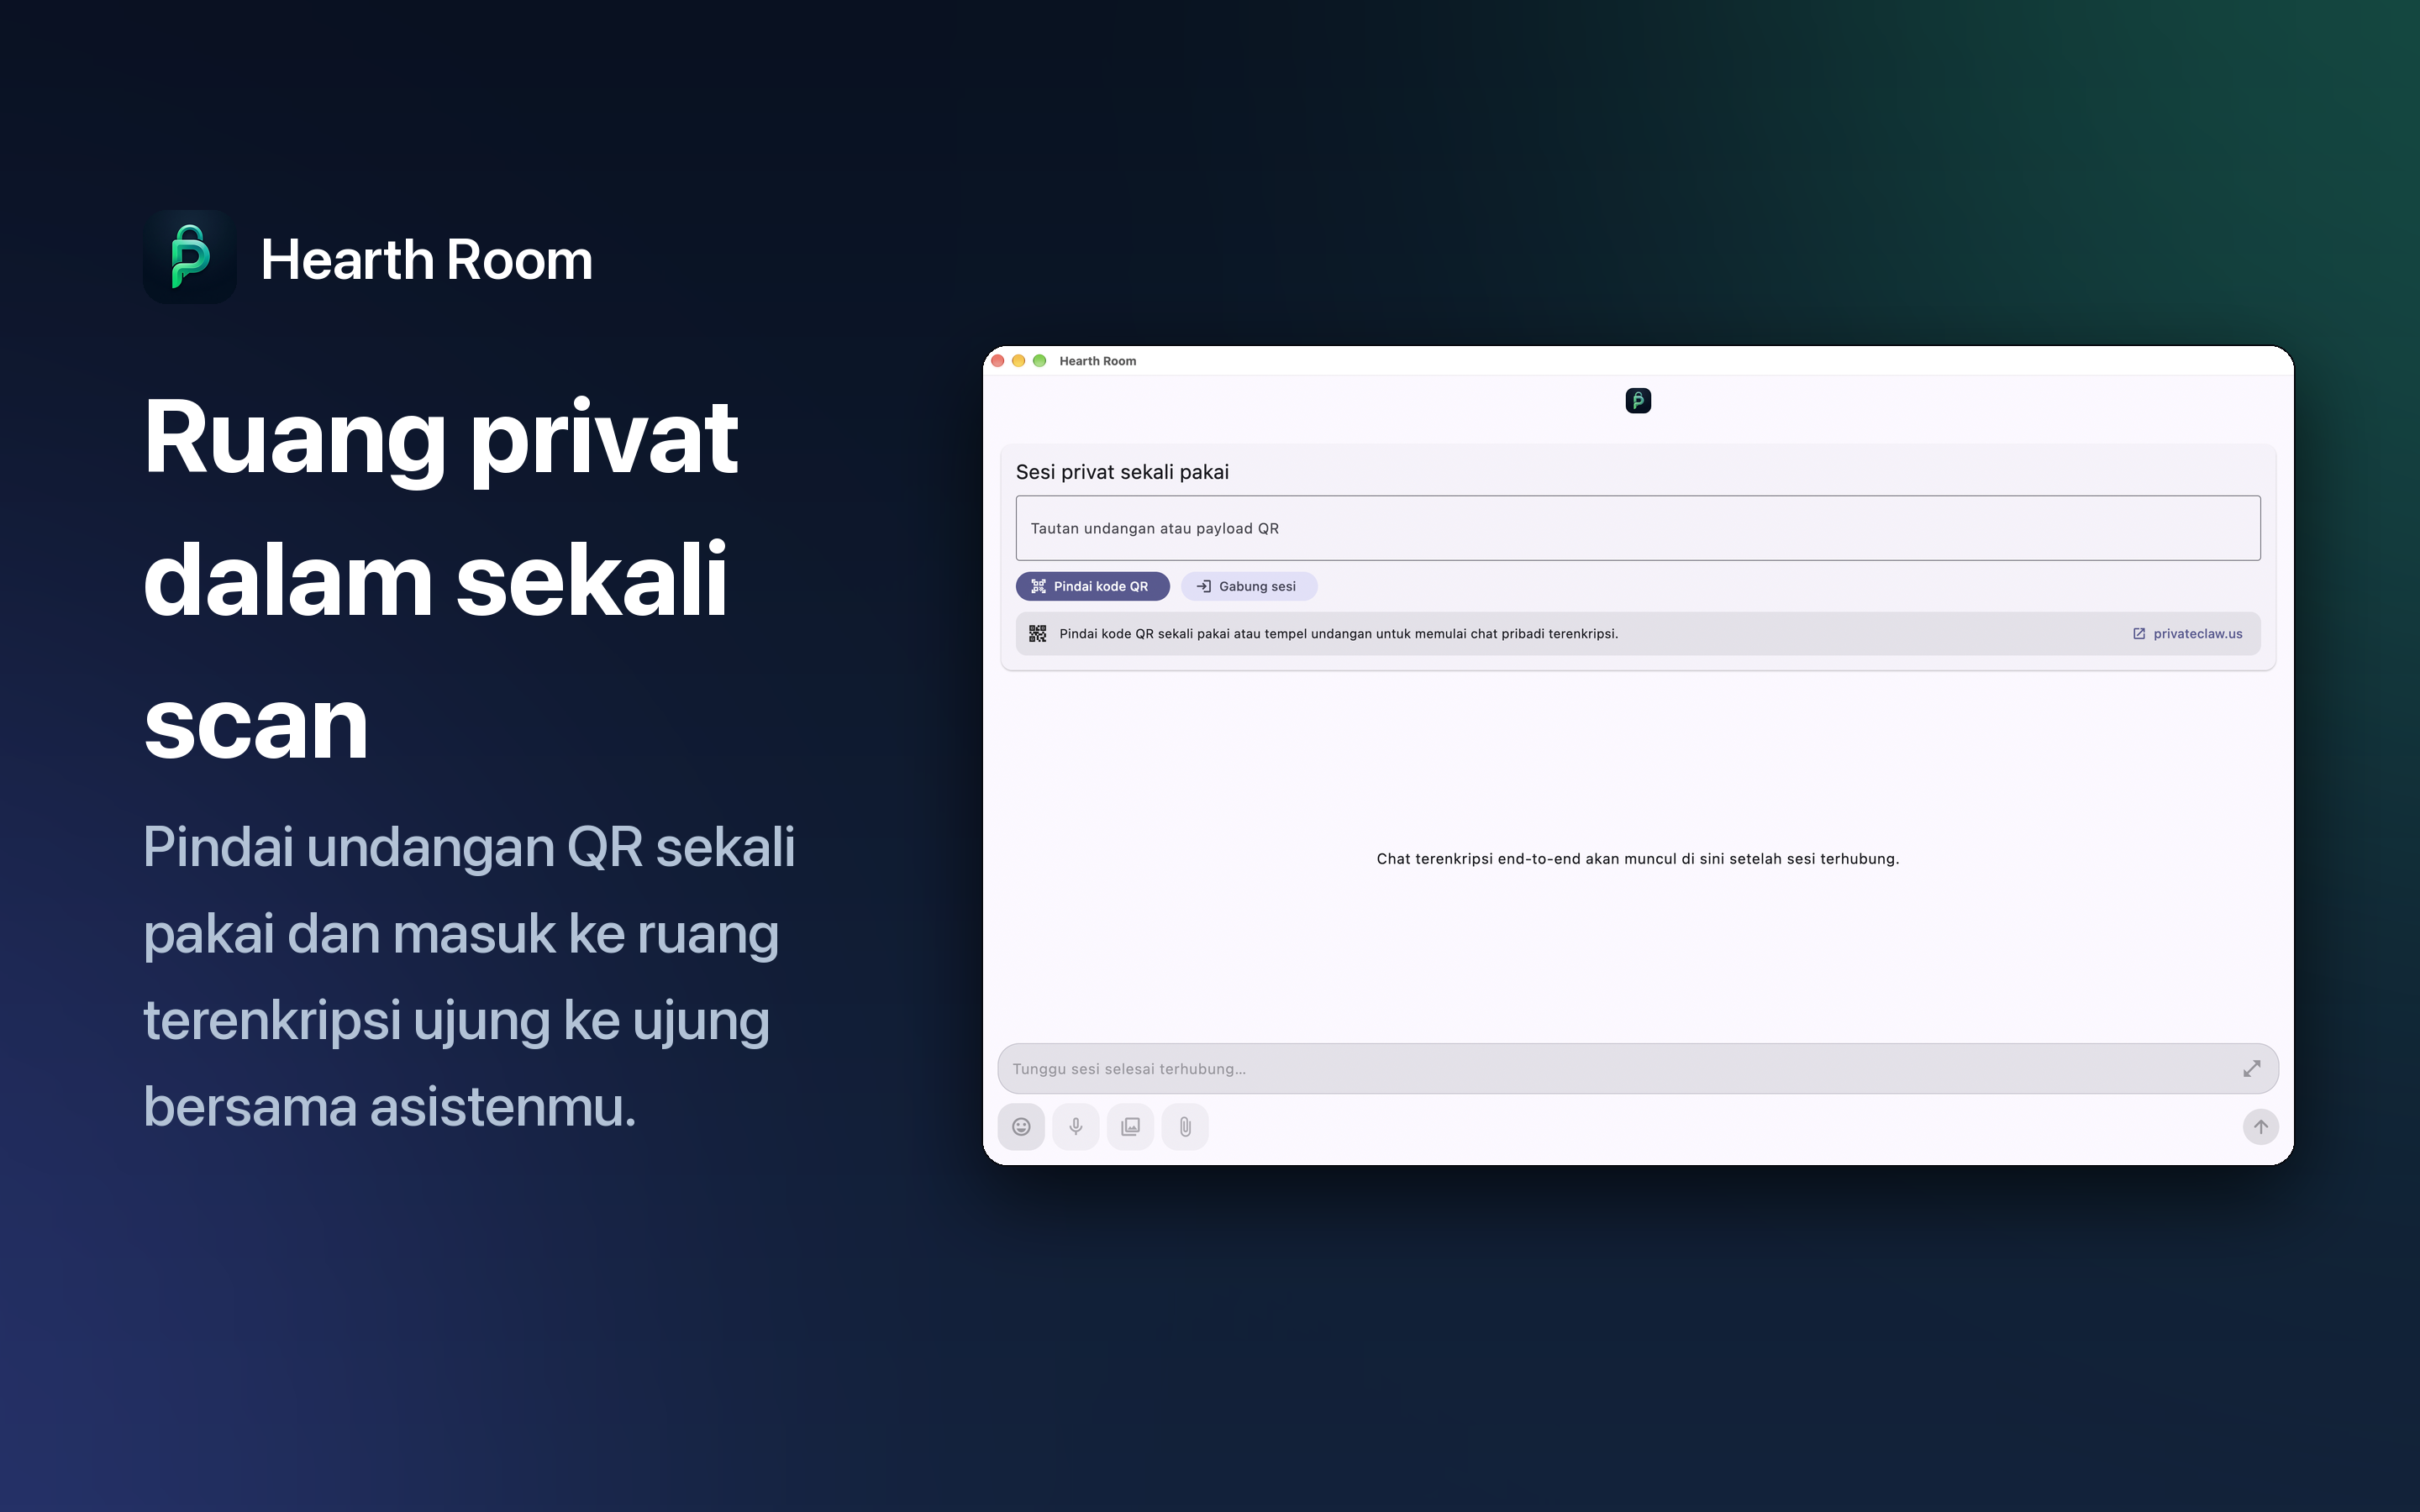 Hearth Room
Ruang privat
dalam sekali
scan
Pindai undangan QR sekali
pakai dan masuk ke ruang
terenkripsi ujung ke ujung
bersama asistenmu.
Hearth Room
Sesi privat sekali pakai
Tautan undangan atau payload QR
Pindai kode QR
Gabung sesi
Pindai kode QR sekali pakai atau tempel undangan untuk memulai chat pribadi terenkripsi.
privateclaw.us
Chat terenkripsi end-to-end akan muncul di sini setelah sesi terhubung.
Tunggu sesi selesai terhubung...